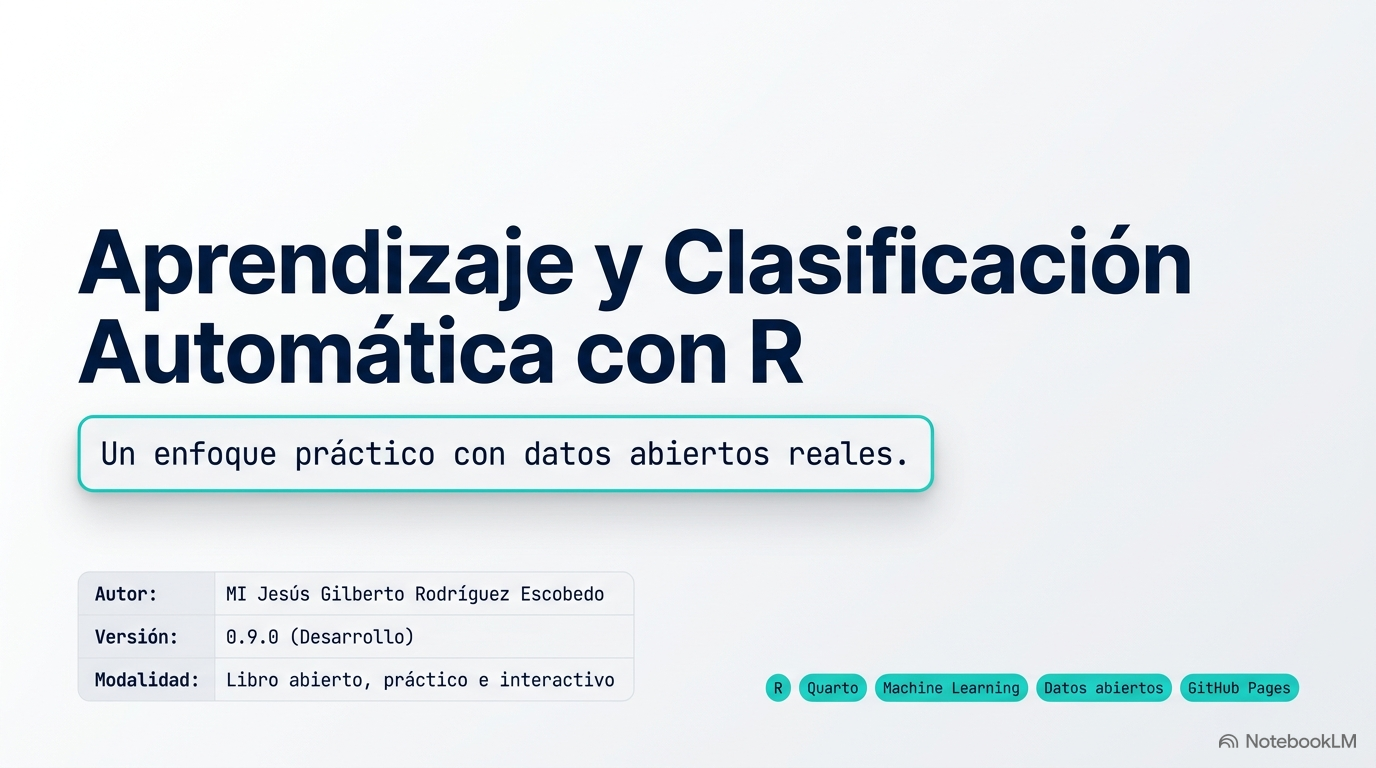 Aprendizaje y Clasificación
Automática con R
Un enfoque práctico con datos abiertos reales.
Autor: MI Jesús Gilberto Rodríguez Escobedo
Versión: 0.9.0 (Desarrollo)
Modalidad: Libro abierto, práctico e interactivo
R Quarto Machine Learning Datos abiertos GitHub Pages
NotebookLM